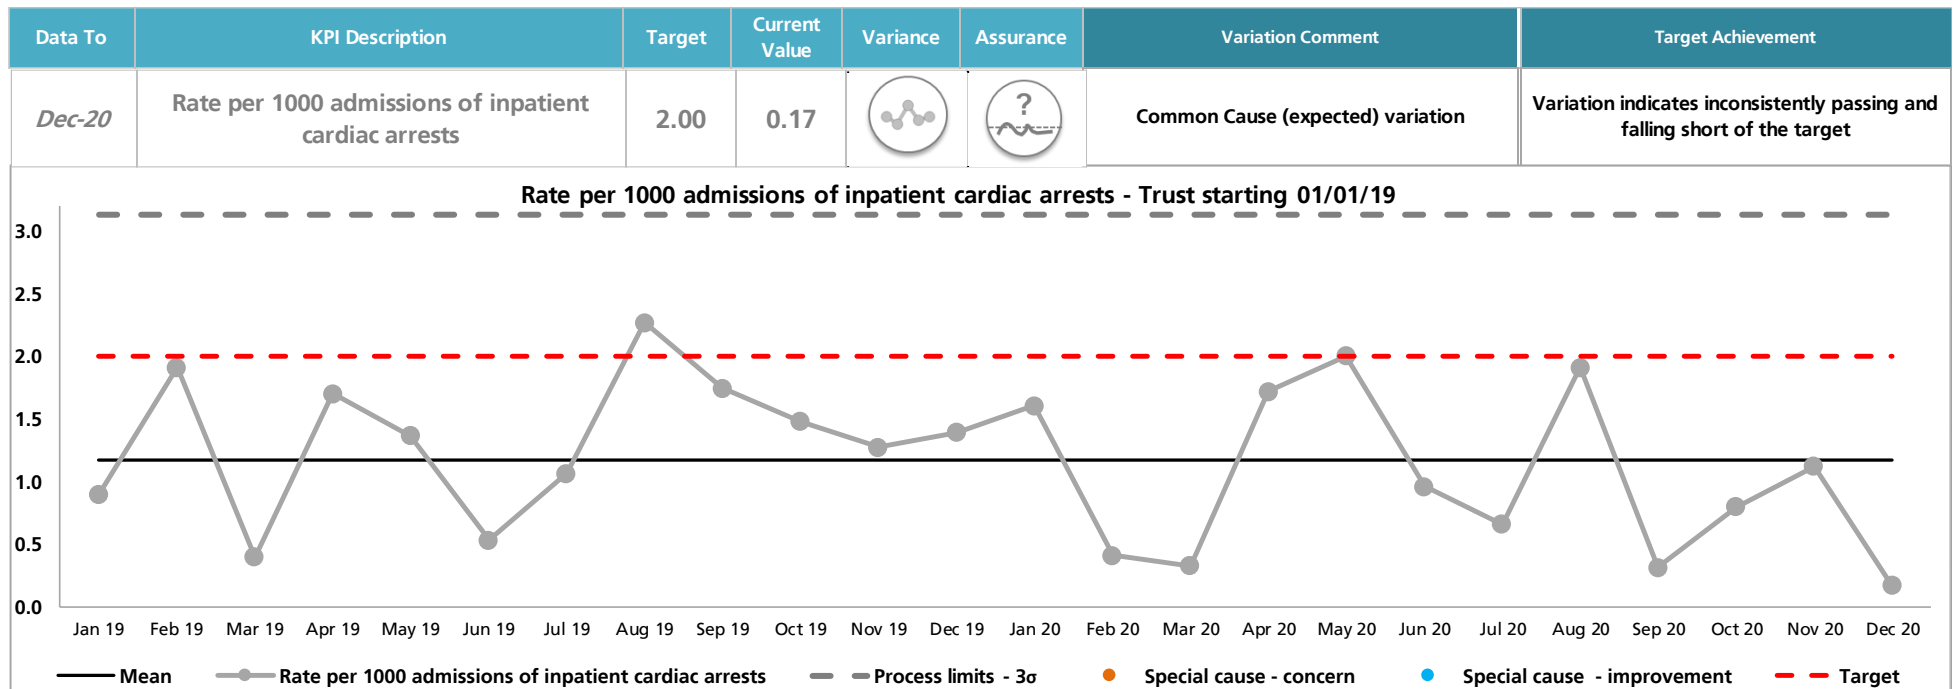 Data To KPI Description Target Current Value Variance Assurance Variation Comment Target Achievement
Dec-20 Rate per 1000 admissions of inpatient cardiac arrests 2.00 0.17 ? Common Cause (expected) variation Variation indicates inconsistently passing and falling short of the target
Rate per 1000 admissions of inpatient cardiac arrests - Trust starting 01/01/19
3.0
2.5
2.0
1.5
1.0
0.5
0.0
Jan 19 Feb 19 Mar 19 Apr 19 May 19 Jun 19 Jul 19 Aug 19 Sep 19 Oct 19 Nov 19 Dec 19 Jan 20 Feb 20 Mar 20 Apr 20 May 20 Jun 20 Jul 20 Aug 20 Sep 20 Oct 20 Nov 20 Dec 20
Mean Rate per 1000 admissions of inpatient cardiac arrests Process limits - 3σ Special cause - concern Special cause - improvement Target